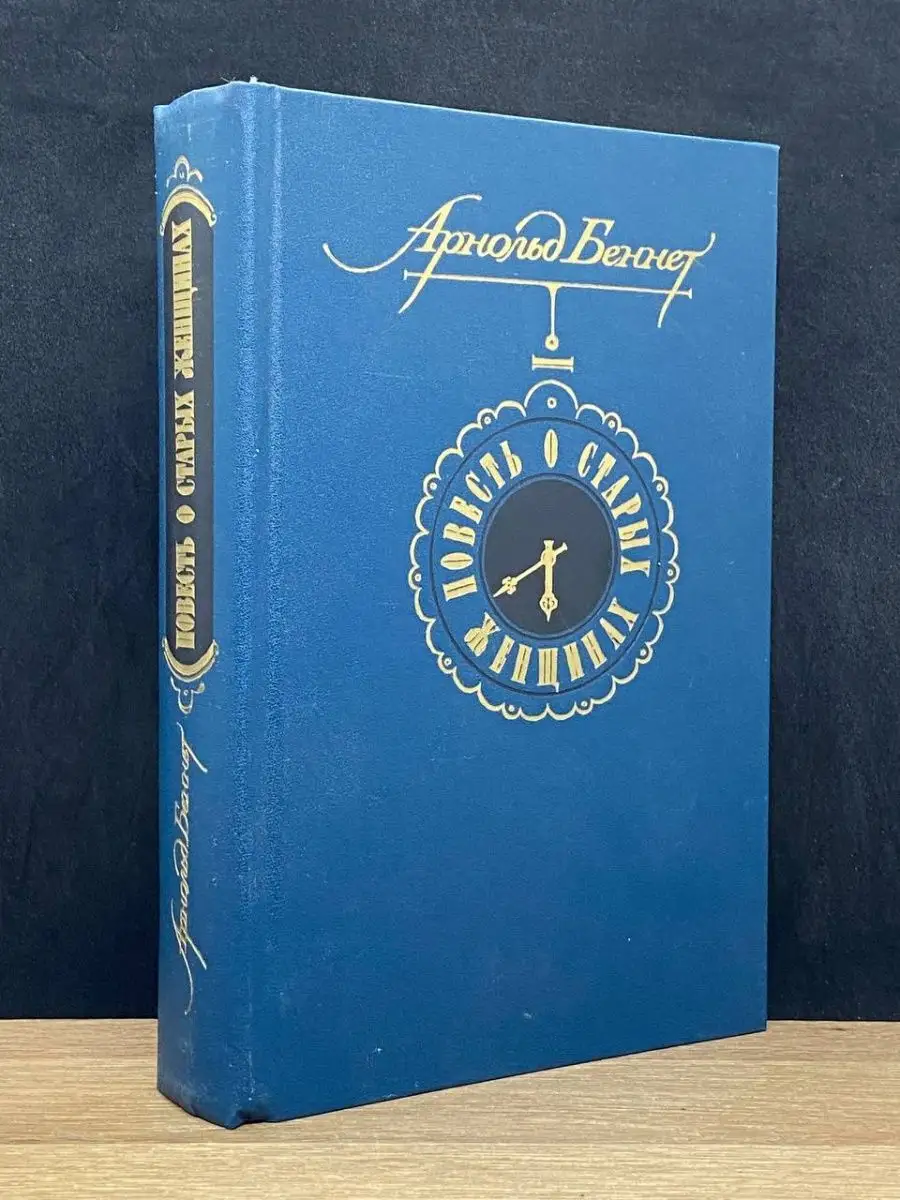 Арнольд Беннет
ПОВЕСТЬ О СТАРЫХ
ЖЕНЩИНАХ
ПОВЕСТЬ О СТАРЫХ ЖЕНЩИНАХ
Арнольд Беннет